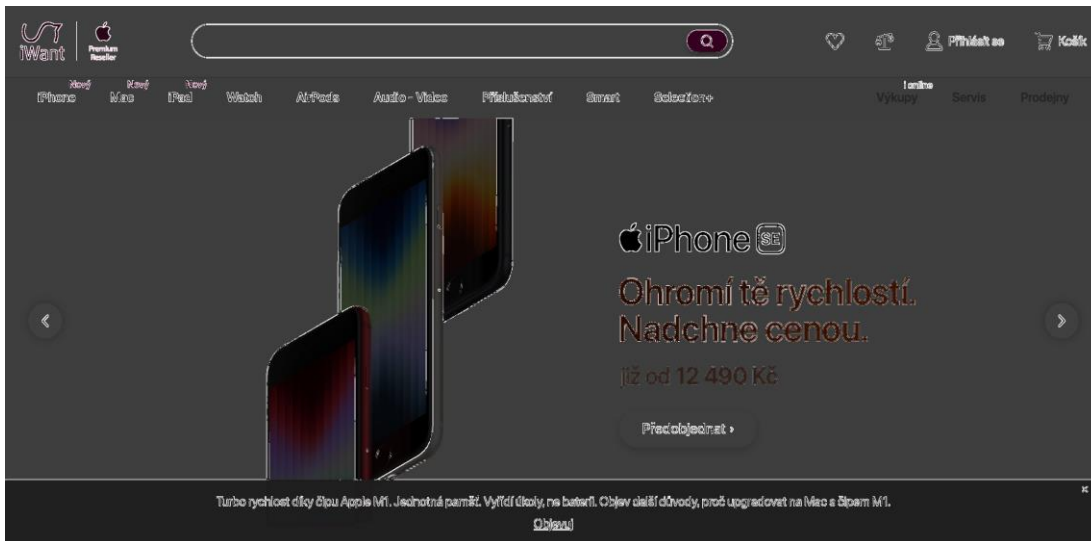 iWant
Premium
Reseller
Přihlásit se
Košík
Nový
Nový
Nový
iPhone
Mac
iPad
Watch
AirPods
Audio - Video
Příslušenství
Smart
Selection+
i online
Výkupy
Servis
Prodejny
iPhone SE
Ohromí tě rychlostí.
Nadchne cenou.
již od 12 490 Kč
Předobjednat ›
Turbo rychlost díky čipu Apple M1. Jednotná paměť. Vyřídí úkoly, na baterii. Objev další důvody, proč upgradovat na Mac s čipem M1.
Objevuj